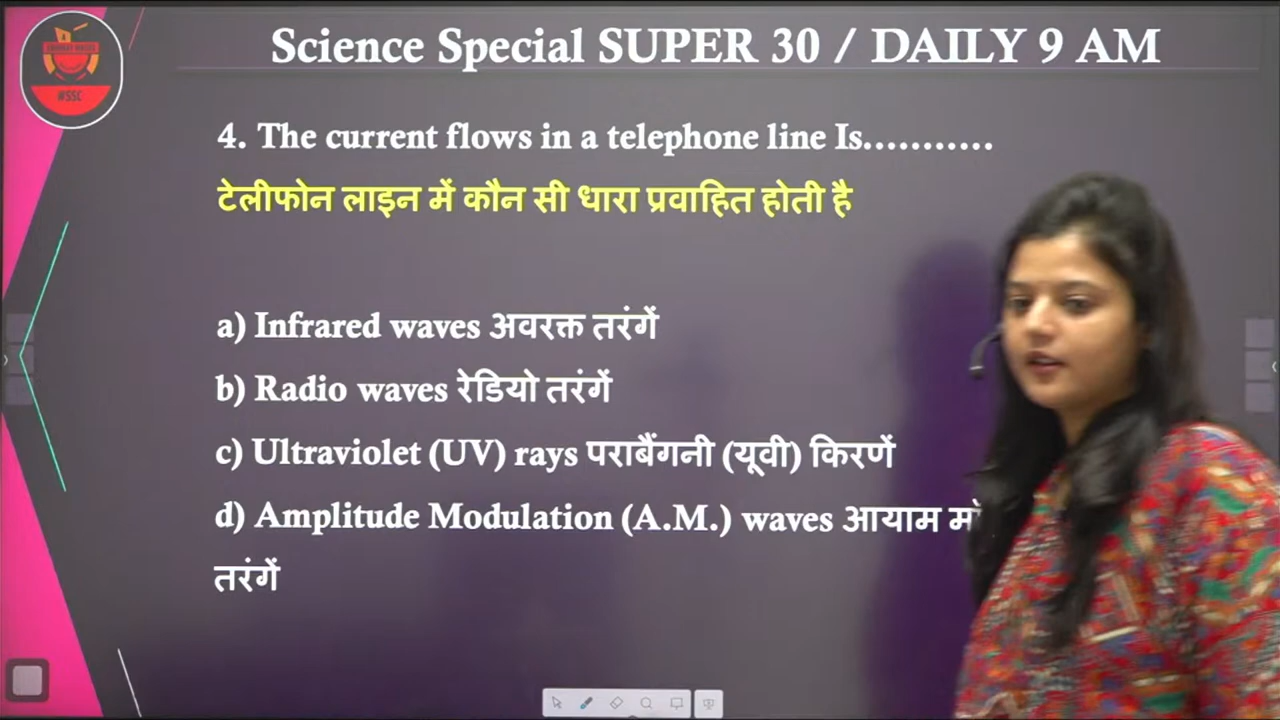 Science Special SUPER 30 / DAILY 9 AM
#SSC
4. The current flows in a telephone line Is...........
टेलीफोन लाइन में कौन सी धारा प्रवाहित होती है
a) Infrared waves अवरक्त तरंगें
b) Radio waves रेडियो तरंगें
c) Ultraviolet (UV) rays पराबैंगनी (यूवी) किरणें
d) Amplitude Modulation (A.M.) waves आयाम
तरंगें